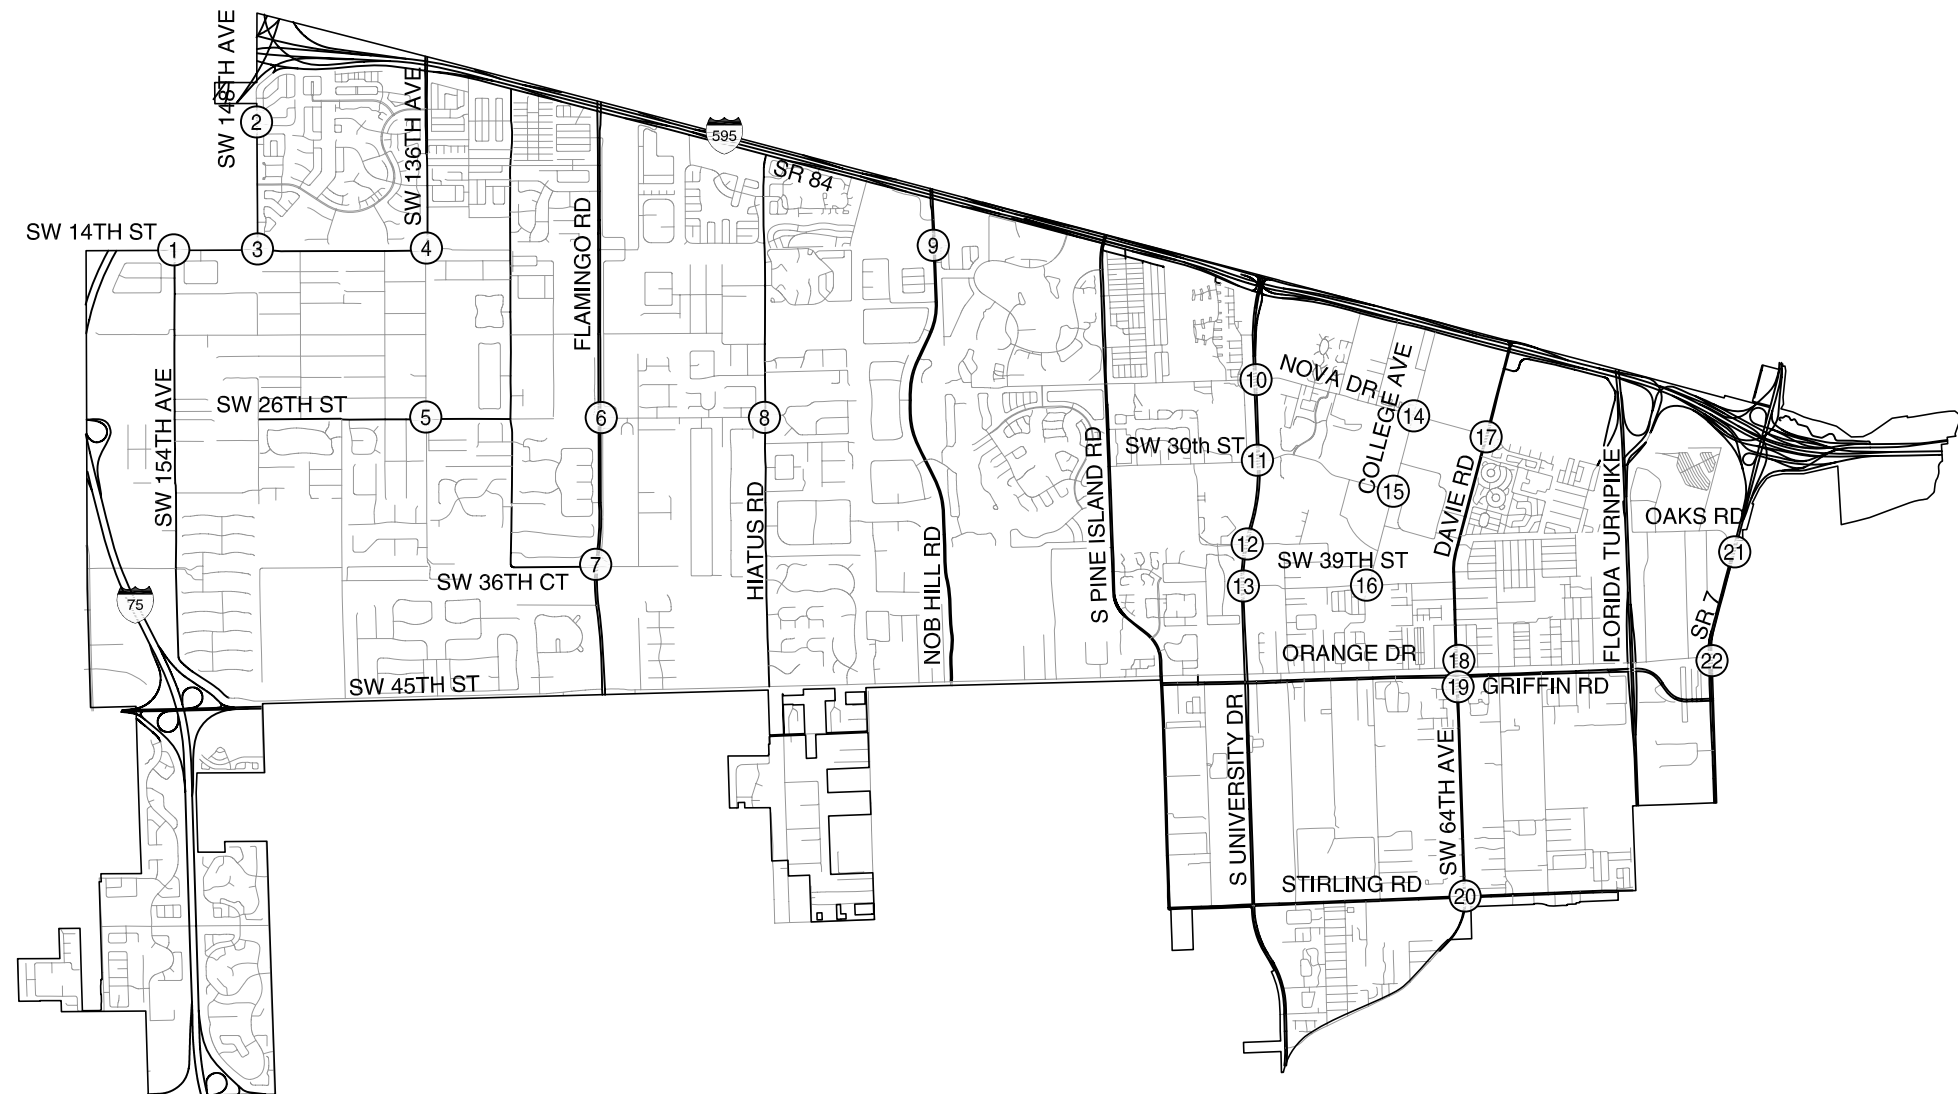 SW 148TH AVE
2
SW 136TH AVE
595
SR 84
SW 14TH ST
1
3
4
FLAMINGO RD
9
SW 154TH AVE
SW 26TH ST
5
6
8
10
NOVA DR
COLLEGE AVE
14
17
SW 30th ST
11
15
S PINE ISLAND RD
DAVIE RD
FLORIDA TURNPIKE
OAKS RD
21
HIATUS RD
NOB HILL RD
12
SW 39TH ST
13
16
7
SW 36TH CT
75
SR 7
ORANGE DR
18
22
SW 45TH ST
19
GRIFFIN RD
S UNIVERSITY DR
SW 64TH AVE
STIRLING RD
20